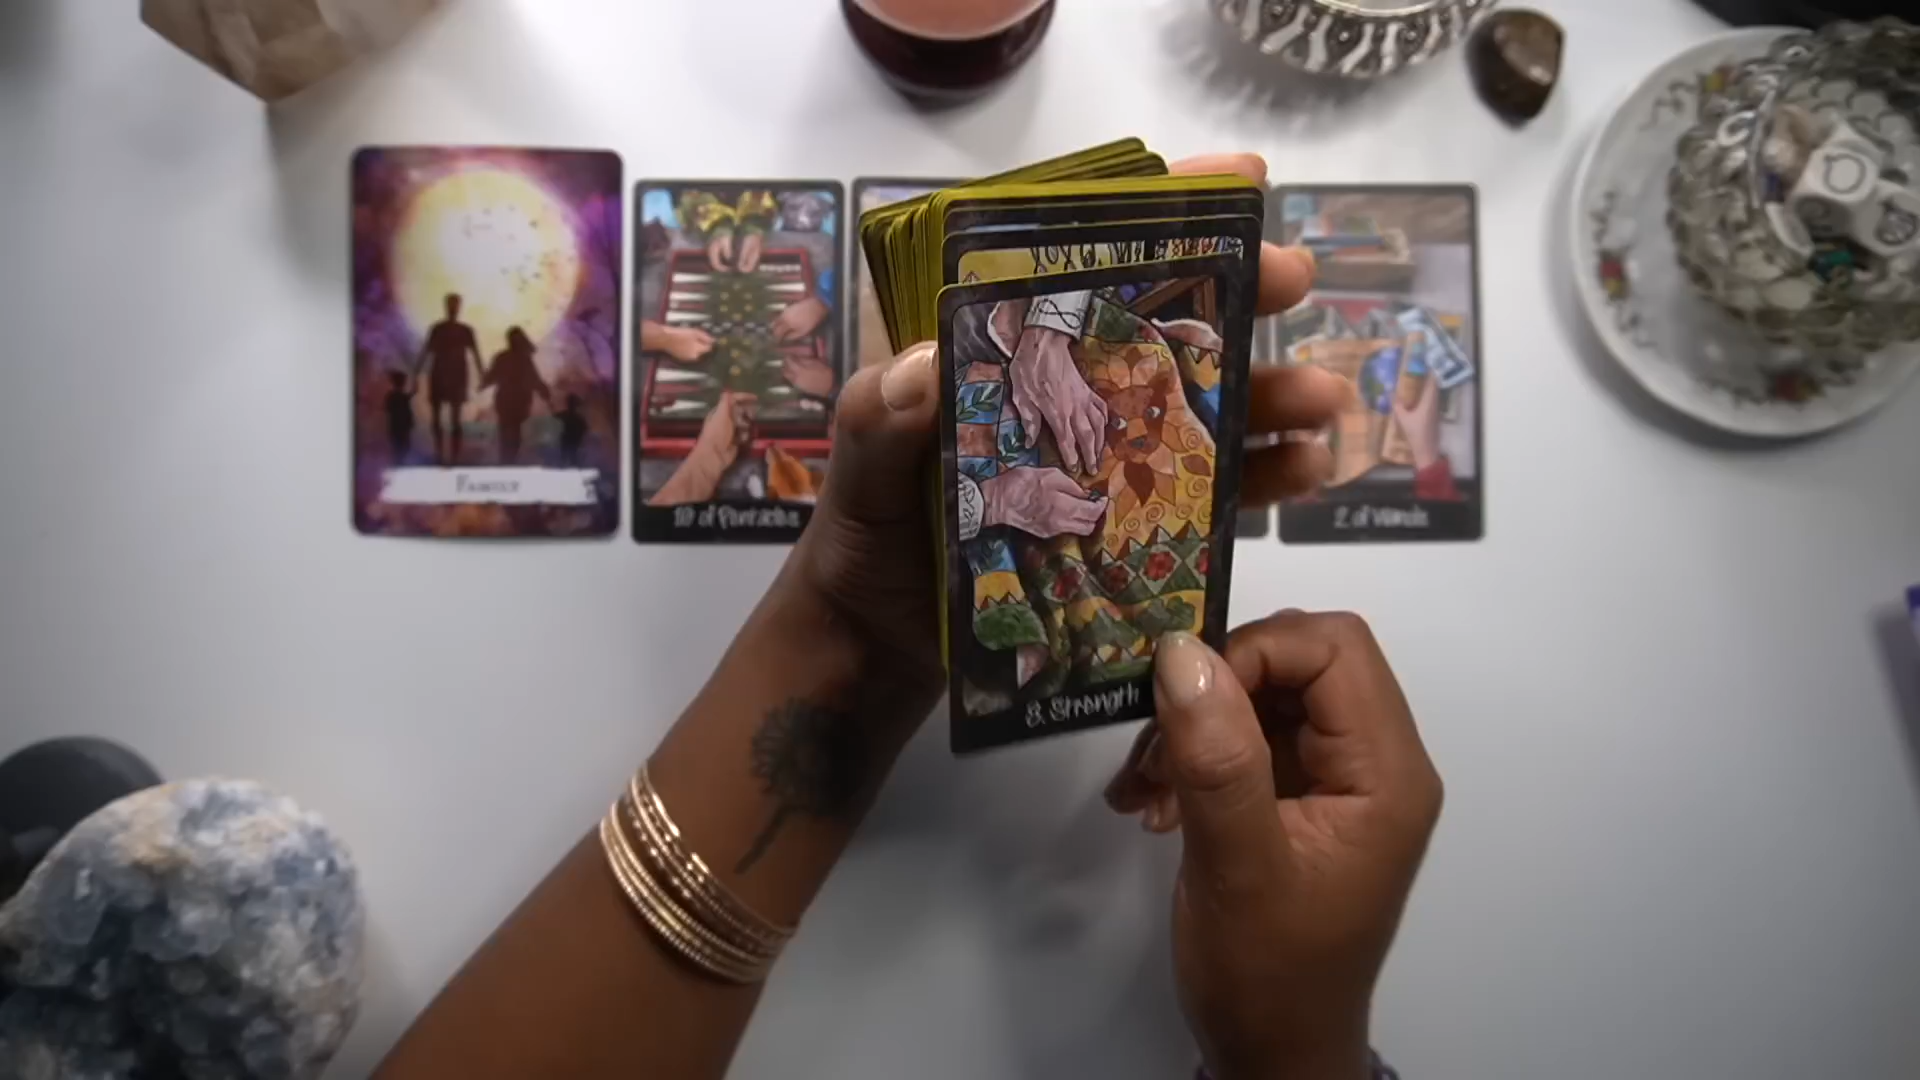 Family
10 of Pentacles
2 of Wands
8. Strength